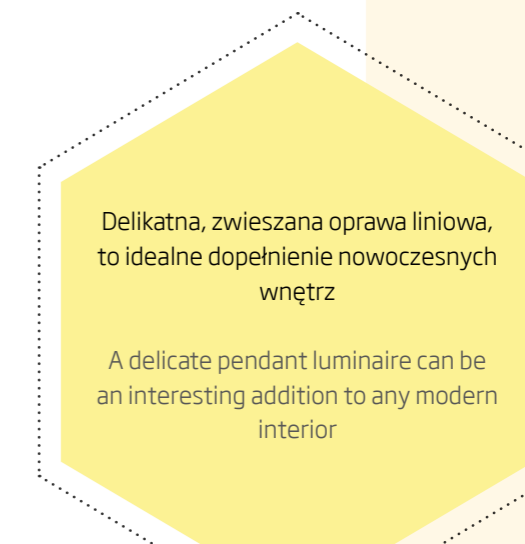 Delikatna, zwieszana oprawa liniowa,
to idealne dopełnienie nowoczesnych
wnętrz
A delicate pendant luminaire can be
an interesting addition to any modern
interior